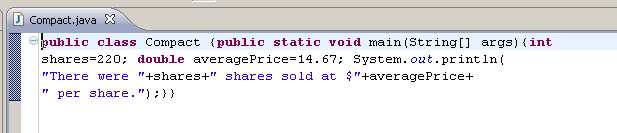 Compact.java
public class Compact {public static void main(String[] args){int
shares=220; double averagePrice=14.67; System.out.println(
"There were "+shares+" shares sold at $"+averagePrice+
" per share.");}}